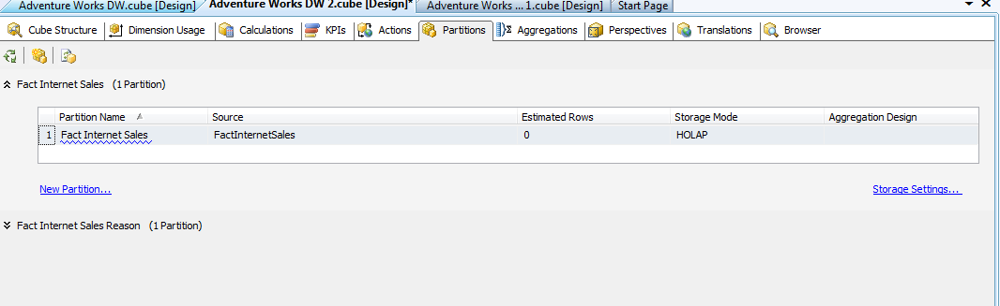 Adventure Works DW.cube [Design] Adventure Works DW 2.cube [Design]* Adventure Works ... 1.cube [Design] Start Page
Cube Structure Dimension Usage Calculations KPIs Actions Partitions Aggregations Perspectives Translations Browser
Fact Internet Sales (1 Partition)
Partition Name Source Estimated Rows Storage Mode Aggregation Design
1 Fact Internet Sales FactInternetSales 0 HOLAP
New Partition... Storage Settings...
Fact Internet Sales Reason (1 Partition)